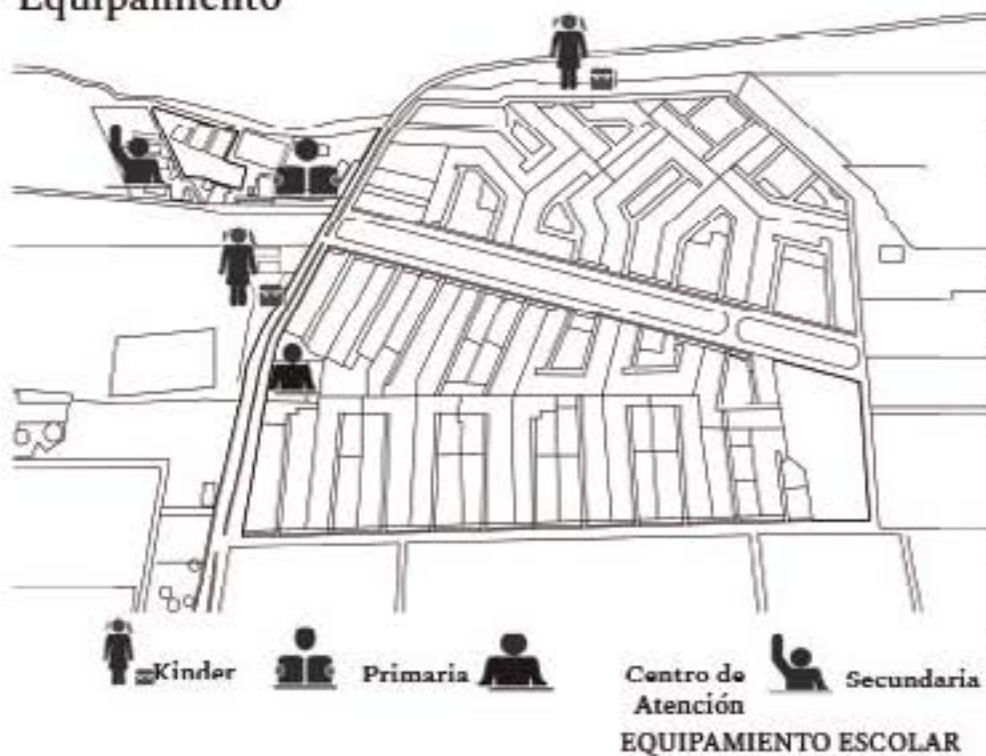 Equipamiento
Kinder
Primaria
Centro de
Atención
Secundaria
EQUIPAMIENTO ESCOLAR